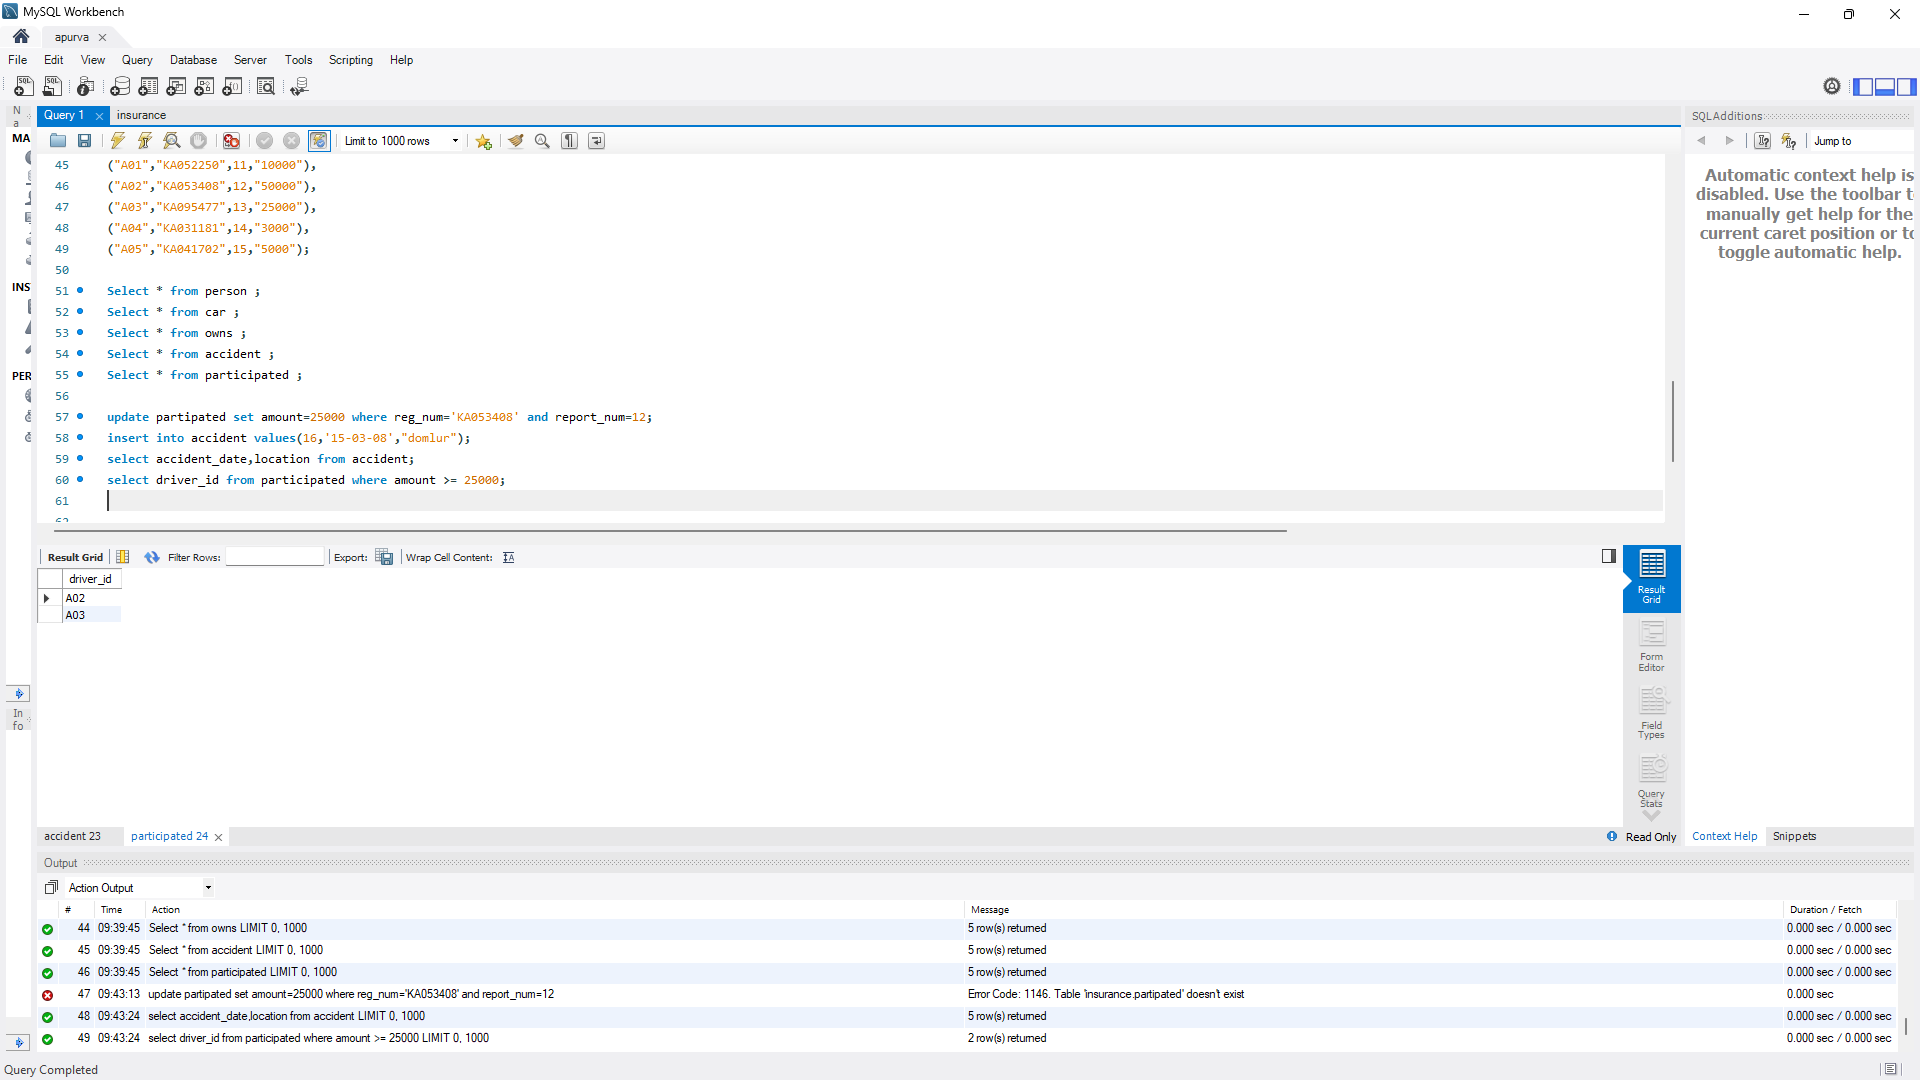 MySQL Workbench
apurva
File Edit View Query Database Server Tools Scripting Help
N
a
MA
INS
PER
In
fo
Query 1 insurance
Limit to 1000 rows
45 ("A01","KA052250",11,"10000"),
46 ("A02","KA053408",12,"50000"),
47 ("A03","KA095477",13,"25000"),
48 ("A04","KA031181",14,"3000"),
49 ("A05","KA041702",15,"5000");
50
51 Select * from person ;
52 Select * from car ;
53 Select * from owns ;
54 Select * from accident ;
55 Select * from participated ;
56
57 update partipated set amount=25000 where reg_num='KA053408' and report_num=12;
58 insert into accident values(16,'15-03-08',"domlur");
59 select accident_date,location from accident;
60 select driver_id from participated where amount >= 25000;
61
62
Result Grid Filter Rows: Export: Wrap Cell Content:
driver_id
A02
A03
Result
Grid
Form
Editor
Field
Types
Query
Stats
accident 23 participated 24 Read Only
SQLAdditions
Jump to
Automatic context help is
disabled. Use the toolbar t
manually get help for the
current caret position or to
toggle automatic help.
Context Help Snippets
Output
Action Output
# Time Action Message Duration / Fetch
44 09:39:45 Select * from owns LIMIT 0, 1000 5 row(s) returned 0.000 sec / 0.000 sec
45 09:39:45 Select * from accident LIMIT 0, 1000 5 row(s) returned 0.000 sec / 0.000 sec
46 09:39:45 Select * from participated LIMIT 0, 1000 5 row(s) returned 0.000 sec / 0.000 sec
47 09:43:13 update partipated set amount=25000 where reg_num='KA053408' and report_num=12 Error Code: 1146. Table 'insurance.partipated' doesn't exist 0.000 sec
48 09:43:24 select accident_date,location from accident LIMIT 0, 1000 5 row(s) returned 0.000 sec / 0.000 sec
49 09:43:24 select driver_id from participated where amount >= 25000 LIMIT 0, 1000 2 row(s) returned 0.000 sec / 0.000 sec
Query Completed